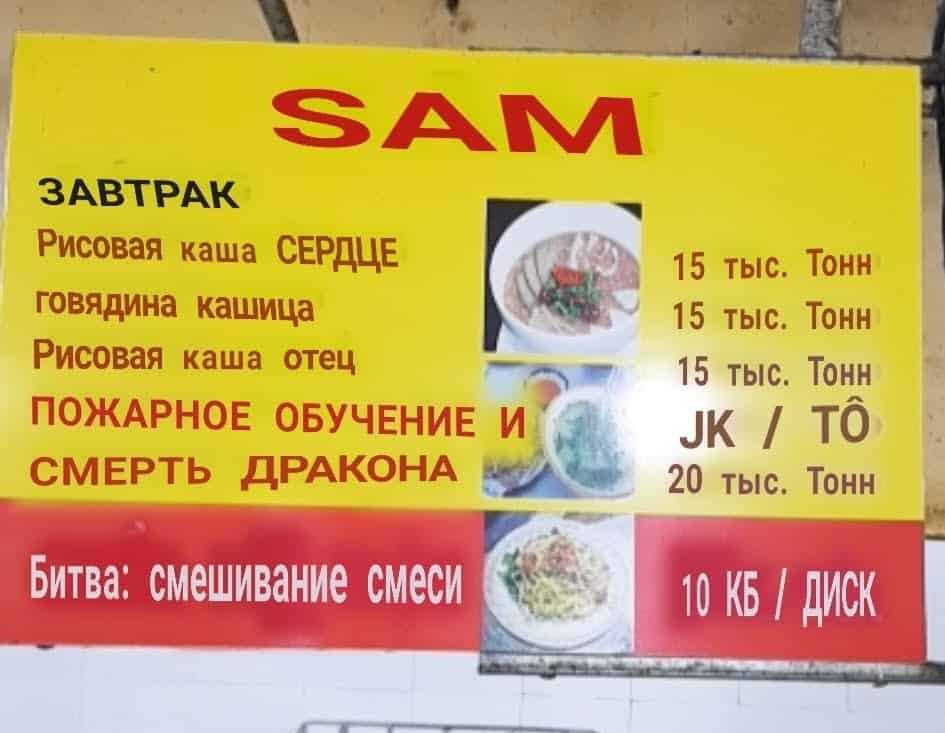 SAM
ЗАВТРАК
Рисовая каша СЕРДЦЕ 15 тыс. Тонн
говядина кашица 15 тыс. Тонн
Рисовая каша отец 15 тыс. Тонн
ПОЖАРНОЕ ОБУЧЕНИЕ И JK / TÔ
СМЕРТЬ ДРАКОНА 20 тыс. Тонн
Битва: смешивание смеси 10 КБ / ДИСК